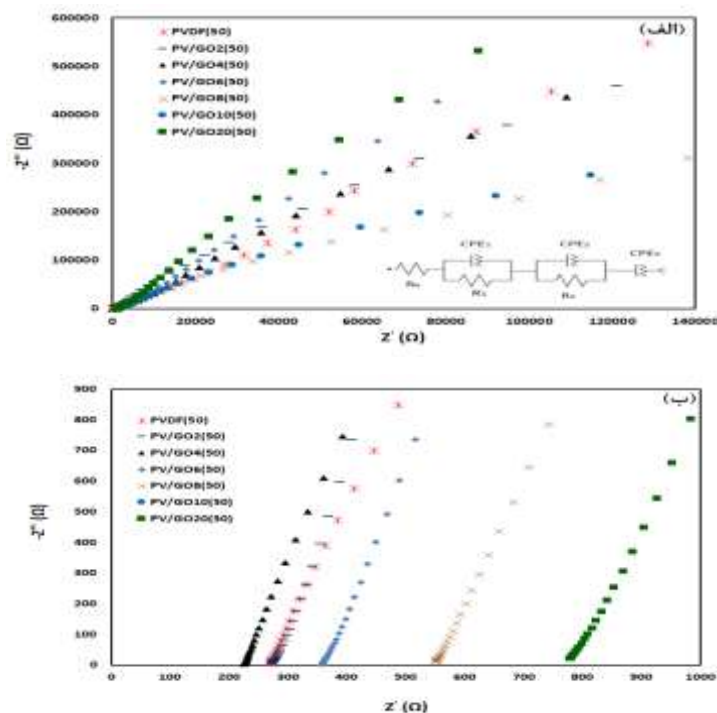 (الف)
-Z" (Ω)
600000
500000
400000
300000
200000
100000
0
PVDF(50)
PV/GO2(50)
PV/GO4(50)
PV/GO6(50)
PV/GO8(50)
PV/GO10(50)
PV/GO20(50)
CPE₁
CPE₂
0 20000 40000 60000 80000 100000 120000 140000
Z' (Ω)
(ب)
-Z" (Ω)
900
800
700
600
500
400
300
200
100
0
PVDF(50)
PV/GO2(50)
PV/GO4(50)
PV/GO6(50)
PV/GO8(50)
PV/GO10(50)
PV/GO20(50)
0 100 200 300 400 500 600 700 800 900 1000
Z' (Ω)